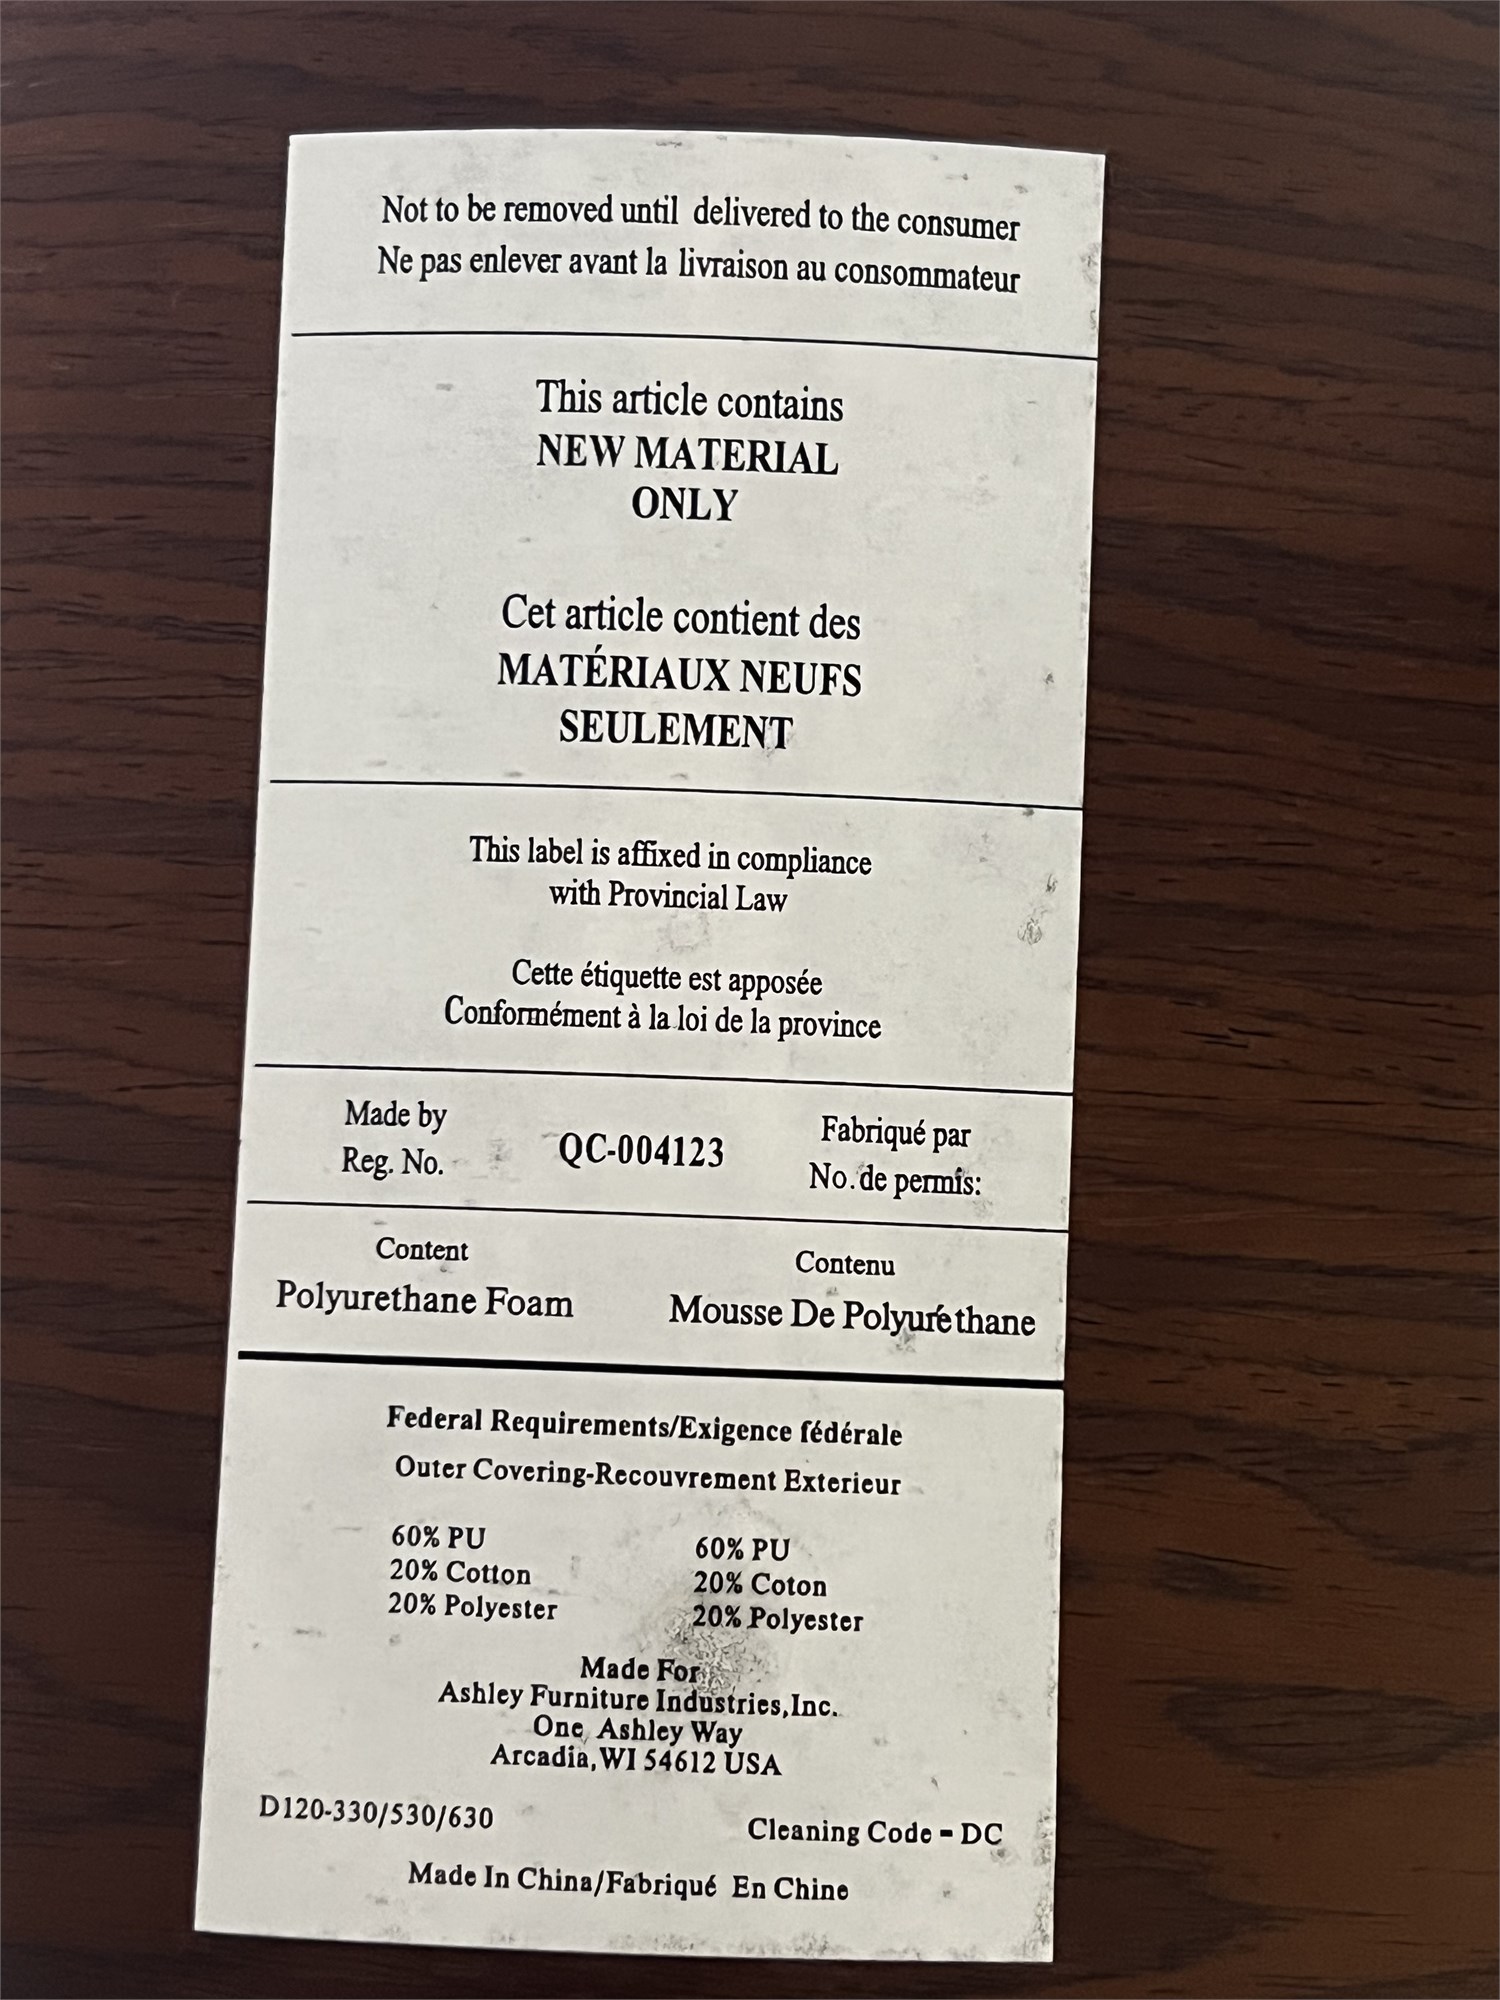 Not to be removed until delivered to the consumer
Ne pas enlever avant la livraison au consommateur
This article contains
NEW MATERIAL
ONLY
Cet article contient des
MATÉRIAUX NEUFS
SEULEMENT
This label is affixed in compliance
with Provincial Law
Cette étiquette est apposée
Conformément à la loi de la province
Made by
Reg. No.
QC-004123
Fabriqué par
No. de permis:
Content
Polyurethane Foam
Contenu
Mousse De Polyuréthane
Federal Requirements/Exigence fédérale
Outer Covering-Recouvrement Exterieur
60% PU
20% Cotton
20% Polyester
60% PU
20% Coton
20% Polyester
Made For
Ashley Furniture Industries,Inc.
One Ashley Way
Arcadia,WI 54612 USA
D120-330/530/630
Cleaning Code - DC
Made In China/Fabriqué En Chine